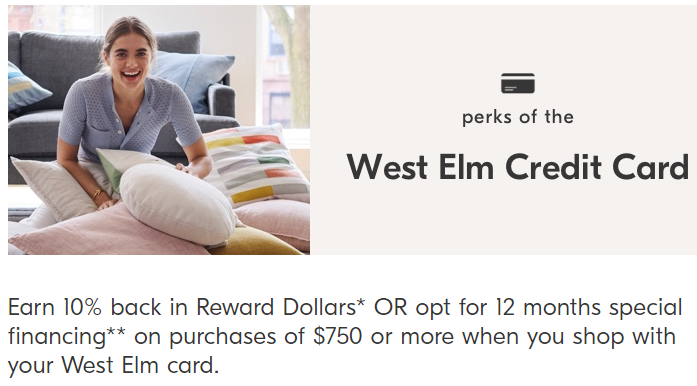 perks of the
West Elm Credit Card
Earn 10% back in Reward Dollars* OR opt for 12 months special
financing** on purchases of $750 or more when you shop with
your West Elm card.